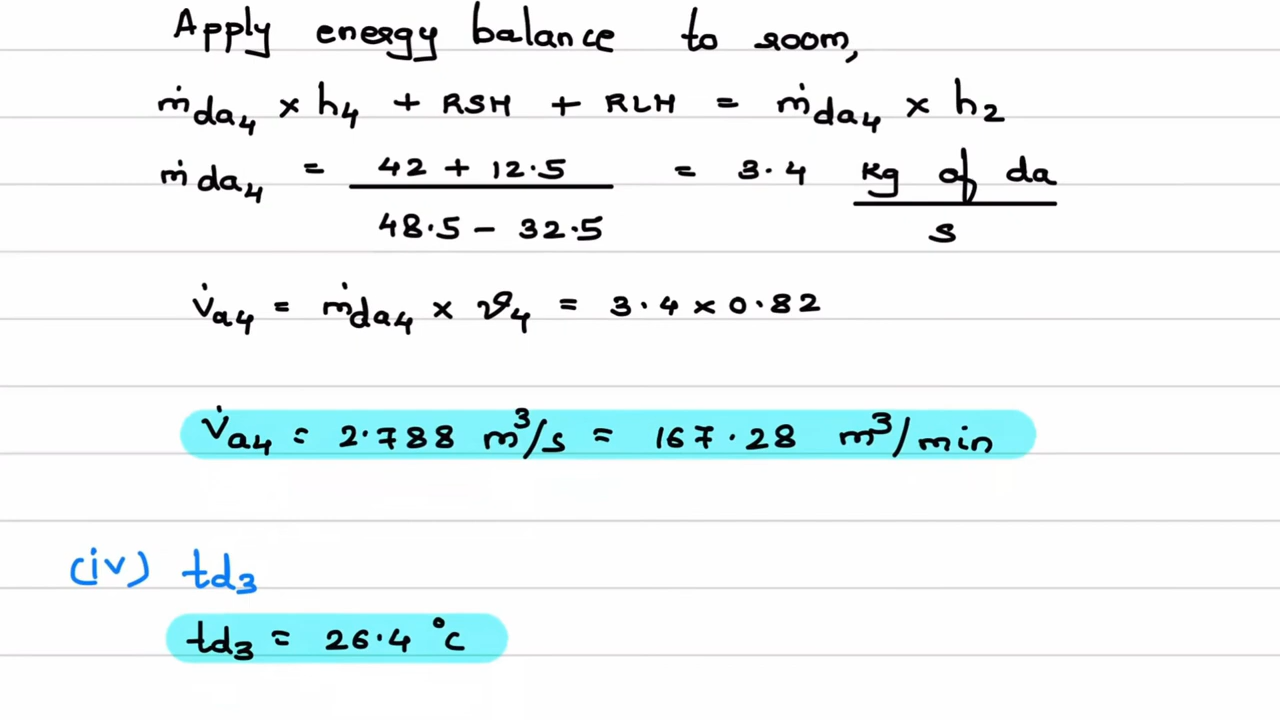 Apply energy balance to room,
ṁda₄ × h₄ + RSH + RLH = ṁda₄ × h₂
ṁda₄ = (42 + 12.5) / (48.5 - 32.5) = 3.4 kg of da / s
V̇a₄ = ṁda₄ × ϑ₄ = 3.4 × 0.82
V̇a₄ = 2.788 m³/s = 167.28 m³/min
(iv) td₃
td₃ = 26.4 °c